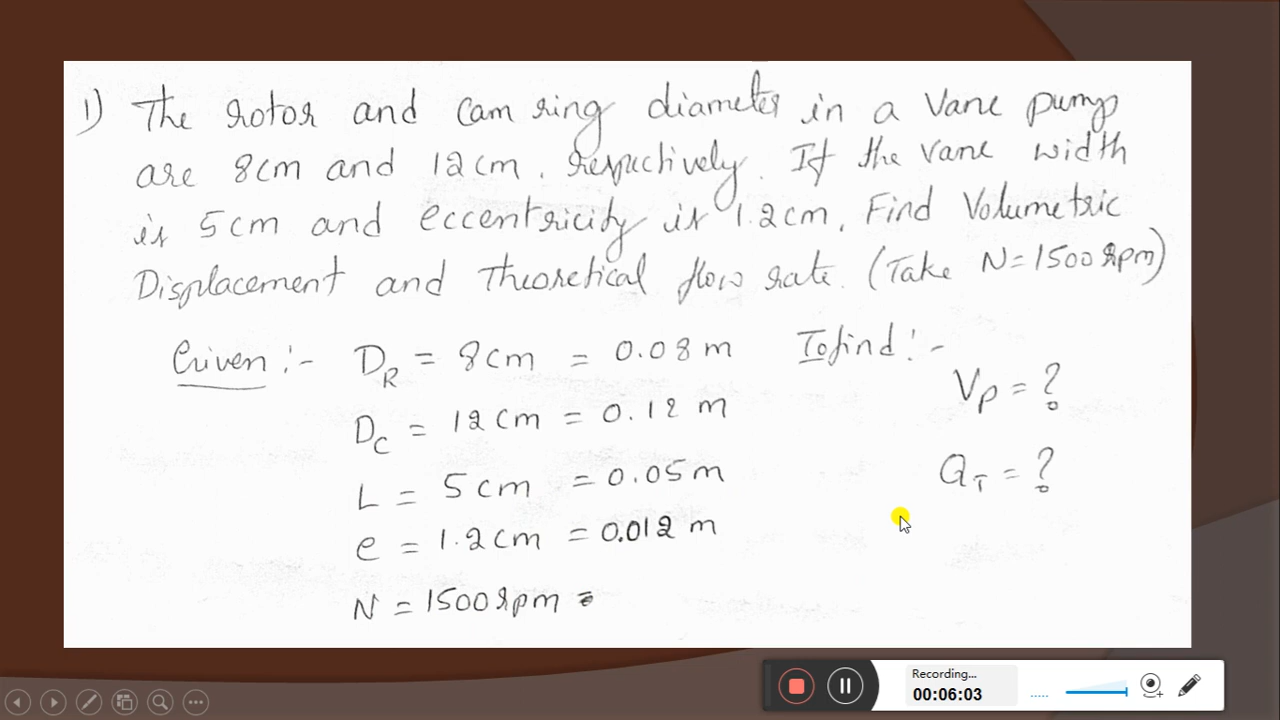 1) The rotor and Cam ring diameter in a Vane pump
are 8cm and 12cm, respectively. If the vane width
is 5cm and eccentricity is 1.2cm, Find Volumetric
Displacement and Theoretical flow rate. (Take N=1500 rpm)
Given :- D_R = 8cm = 0.08 m To find :-
V_P = ?
D_C = 12 cm = 0.12 m
Q_T = ?
L = 5 cm = 0.05 m
e = 1.2 cm = 0.012 m
N = 1500 rpm =
Recording...
00:06:03